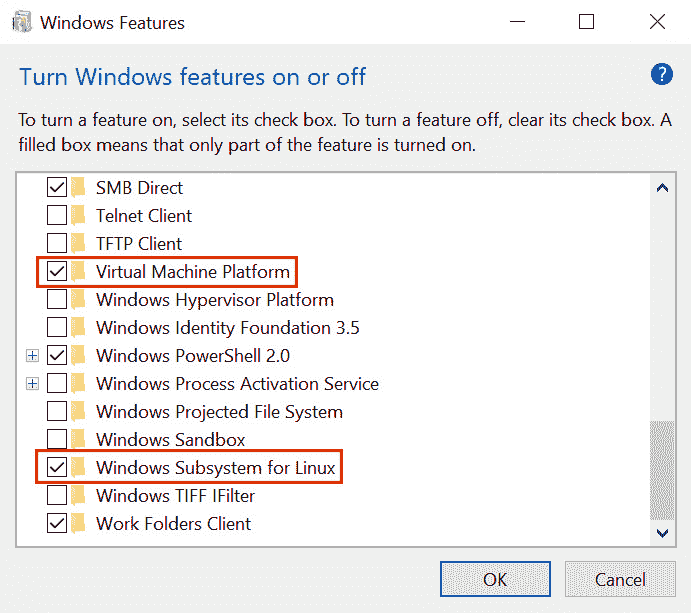 Windows Features
Turn Windows features on or off
?
To turn a feature on, select its check box. To turn a feature off, clear its check box. A
filled box means that only part of the feature is turned on.
SMB Direct
Telnet Client
TFTP Client
Virtual Machine Platform
Windows Hypervisor Platform
Windows Identity Foundation 3.5
Windows PowerShell 2.0
Windows Process Activation Service
Windows Projected File System
Windows Sandbox
Windows Subsystem for Linux
Windows TIFF IFilter
Work Folders Client
OK
Cancel